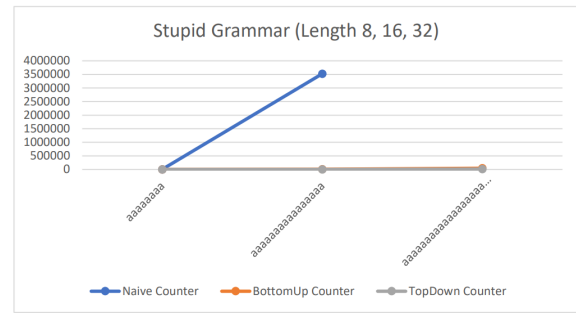 Stupid Grammar (Length 8, 16, 32)
4000000
3500000
3000000
2500000
2000000
1500000
1000000
500000
0
aaaaaaaa
aaaaaaaaaaaaaaaa
aaaaaaaaaaaaaaaaaa…
Naive Counter BottomUp Counter TopDown Counter